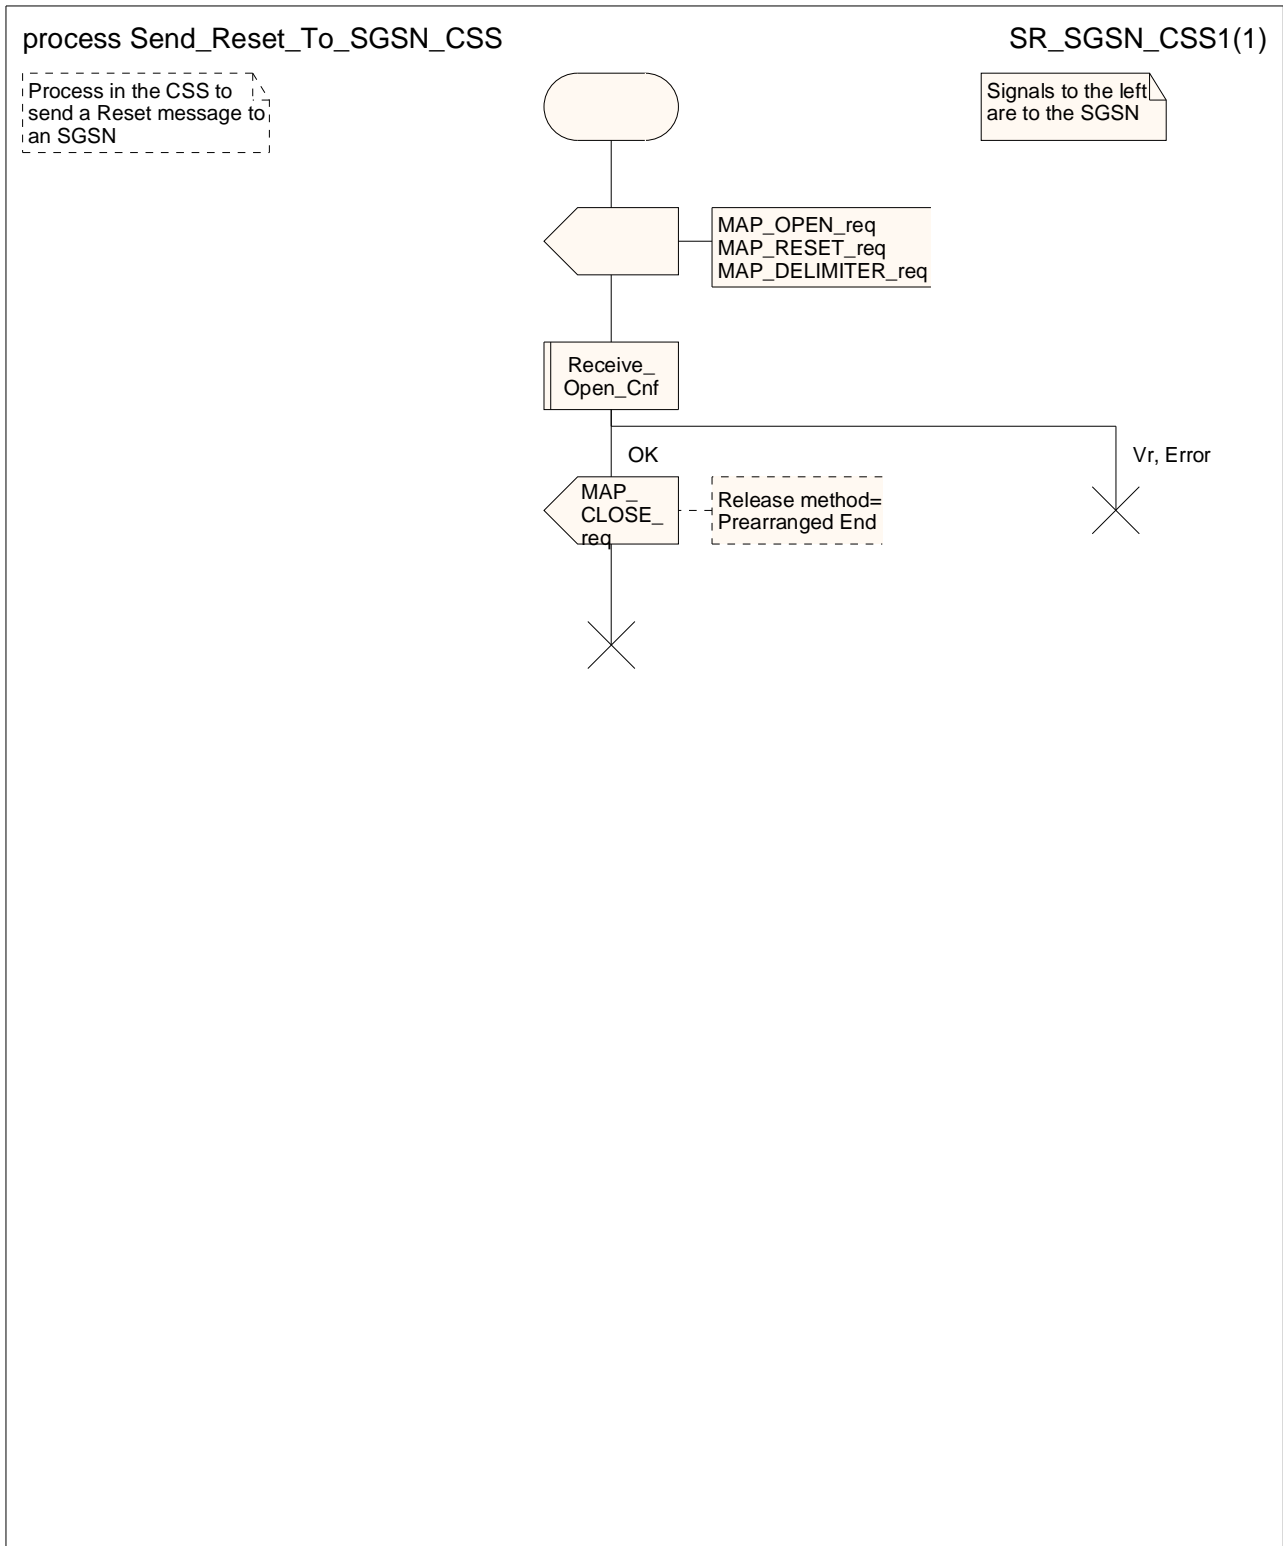 process Send_Reset_To_SGSN_CSS
SR_SGSN_CSS1(1)
Process in the CSS to
send a Reset message to
an SGSN
Signals to the left
are to the SGSN
MAP_OPEN_req
MAP_RESET_req
MAP_DELIMITER_req
Receive_
Open_Cnf
OK
Vr, Error
MAP_
CLOSE_
req
Release method=
Prearranged End